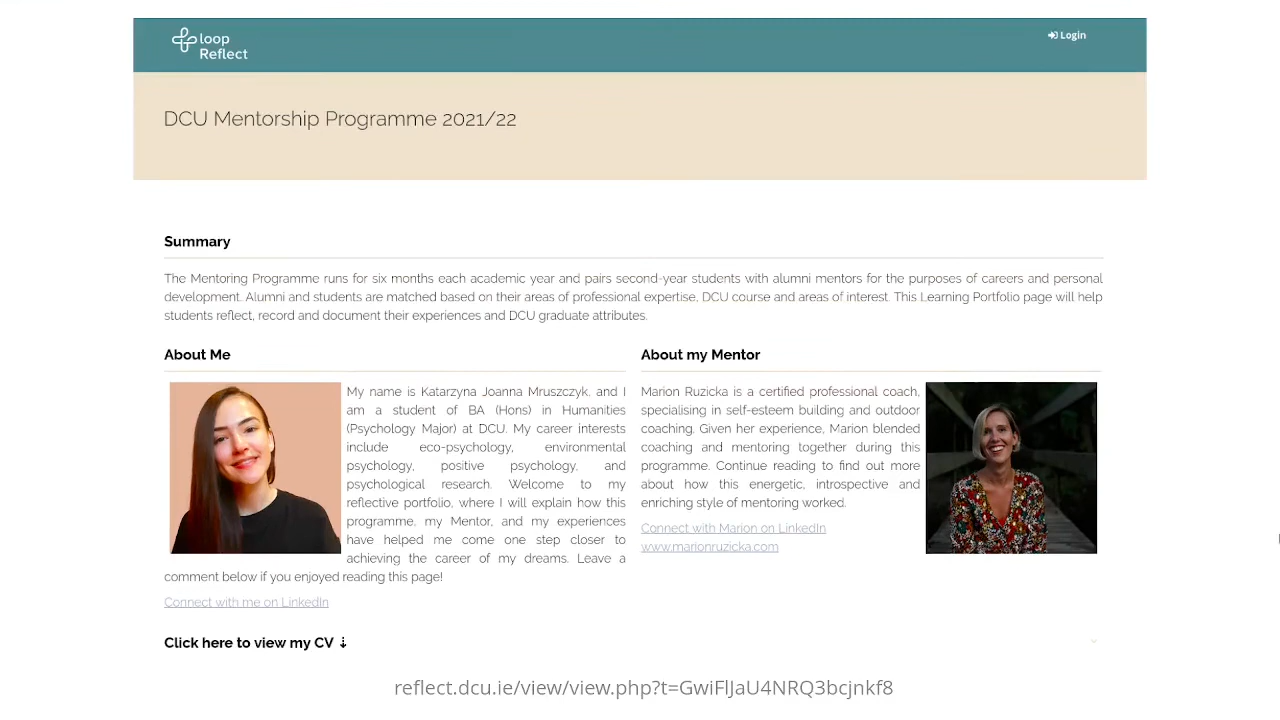 loop
Reflect
Login
DCU Mentorship Programme 2021/22
Summary
The Mentoring Programme runs for six months each academic year and pairs second-year students with alumni mentors for the purposes of careers and personal
development. Alumni and students are matched based on their areas of professional expertise, DCU course and areas of interest. This Learning Portfolio page will help
students reflect, record and document their experiences and DCU graduate attributes.
About Me
My name is Katarzyna Joanna Mruszczyk, and I
am a student of BA (Hons) in Humanities
(Psychology Major) at DCU. My career interests
include eco-psychology, environmental
psychology, positive psychology, and
psychological research. Welcome to my
reflective portfolio, where I will explain how this
programme, my Mentor, and my experiences
have helped me come one step closer to
achieving the career of my dreams. Leave a
comment below if you enjoyed reading this page!
Connect with me on LinkedIn
About my Mentor
Marion Ruzicka is a certified professional coach,
specialising in self-esteem building and outdoor
coaching. Given her experience, Marion blended
coaching and mentoring together during this
programme. Continue reading to find out more
about how this energetic, introspective and
enriching style of mentoring worked.
Connect with Marion on LinkedIn
www.marionruzicka.com
Click here to view my CV ⇣
reflect.dcu.ie/view/view.php?t=GwiFlJaU4NRQ3bcjnkf8